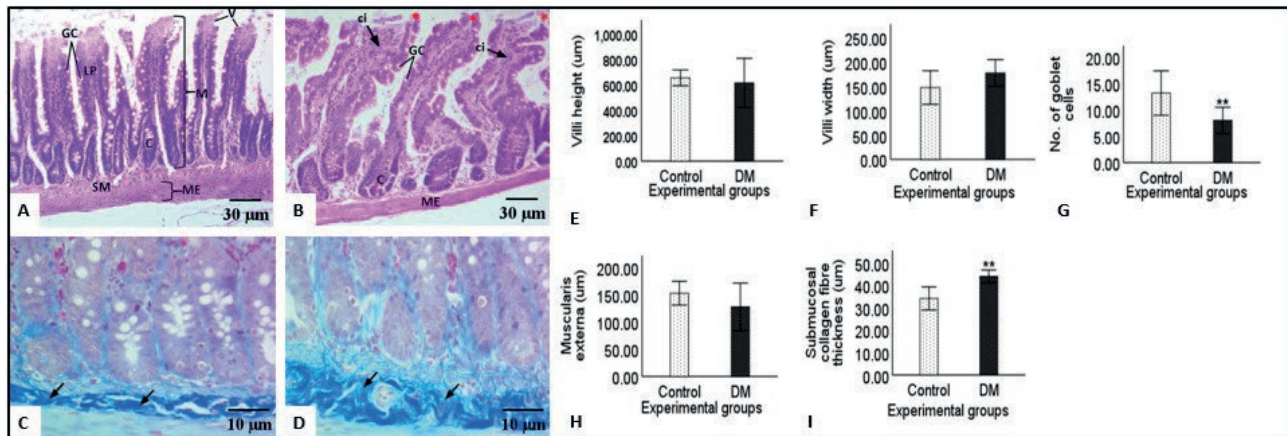 GC
LP
V
M
C
SM
ME
A
30 μm
ci
*
*
*
GC
ci
C
ME
B
30 μm
C
10 μm
D
10 μm
Villi height (um)
1,000.00
800.00
600.00
400.00
200.00
0.00
Control
DM
Experimental groups
E
Villi width (um)
250.00
200.00
150.00
100.00
50.00
0.00
Control
DM
Experimental groups
F
No. of goblet
cells
20.00
15.00
10.00
5.00
0.00
**
Control
DM
Experimental groups
G
Muscularis
externa (um)
200.00
150.00
100.00
50.00
0.00
Control
DM
Experimental groups
H
Submucosal
collagen fibre
thickness (um)
50.00
40.00
30.00
20.00
10.00
0.00
**
Control
DM
Experimental groups
I